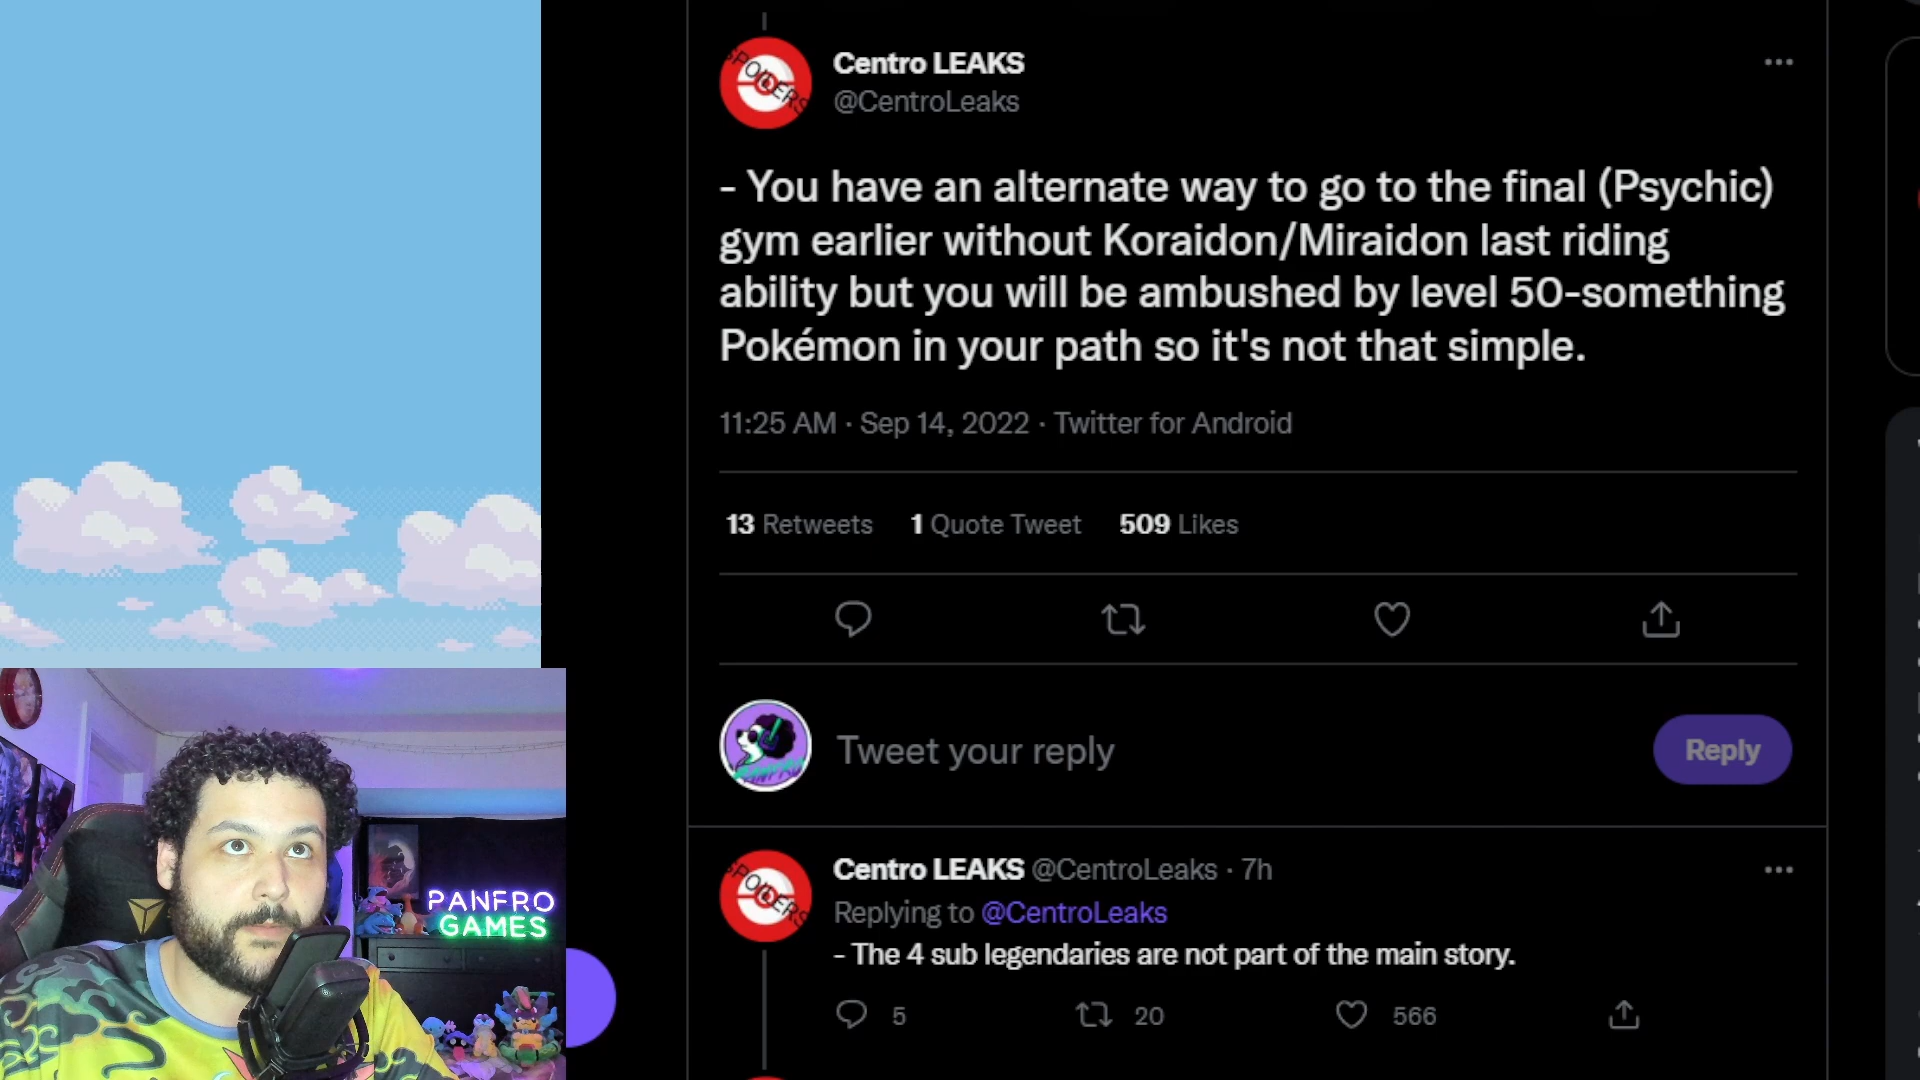 Centro LEAKS
@CentroLeaks
- You have an alternate way to go to the final (Psychic)
gym earlier without Koraidon/Miraidon last riding
ability but you will be ambushed by level 50-something
Pokémon in your path so it's not that simple.
11:25 AM · Sep 14, 2022 · Twitter for Android
13 Retweets 1 Quote Tweet 509 Likes
Tweet your reply
Reply
Centro LEAKS @CentroLeaks · 7h
Replying to @CentroLeaks
- The 4 sub legendaries are not part of the main story.
5 20 566
PANFRO
GAMES
SPOILERS
SPOILERS